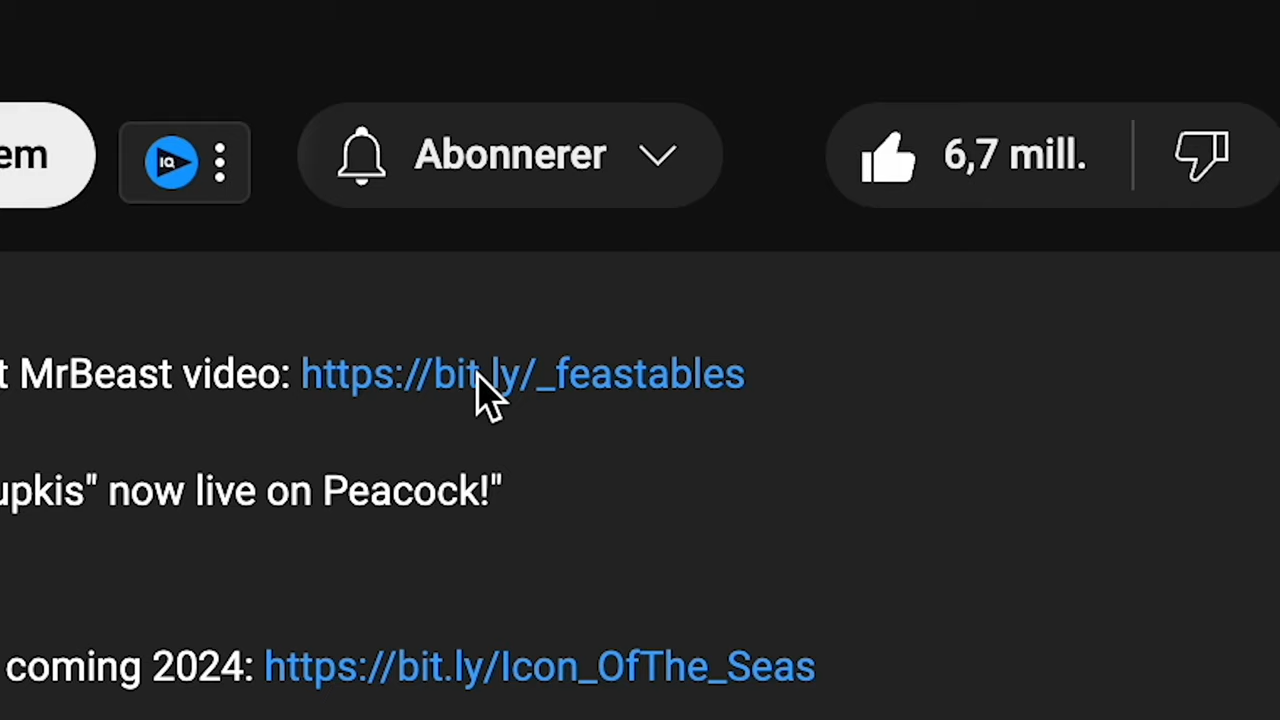 em
IQ
Abonnerer
6,7 mill.
t MrBeast video: https://bit.ly/_feastables
upkis" now live on Peacock!"
coming 2024: https://bit.ly/Icon_OfThe_Seas